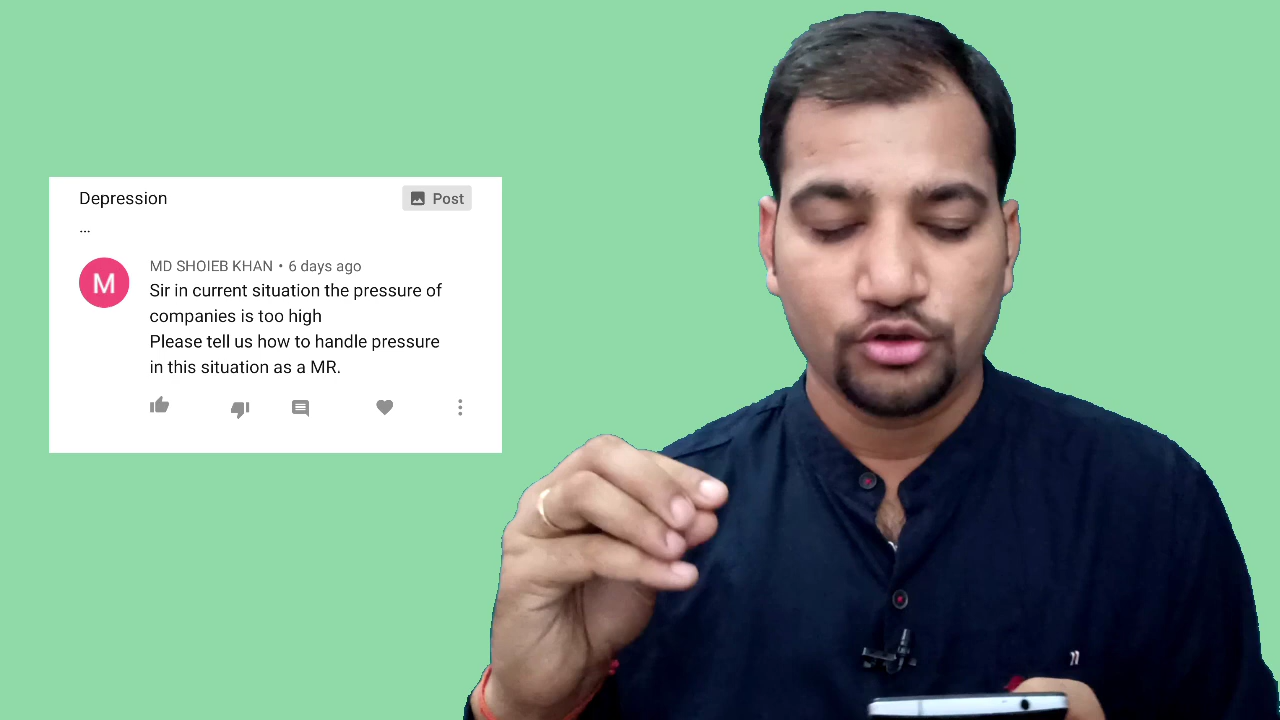 Depression
Post
...
M
MD SHOIEB KHAN • 6 days ago
Sir in current situation the pressure of
companies is too high
Please tell us how to handle pressure
in this situation as a MR.